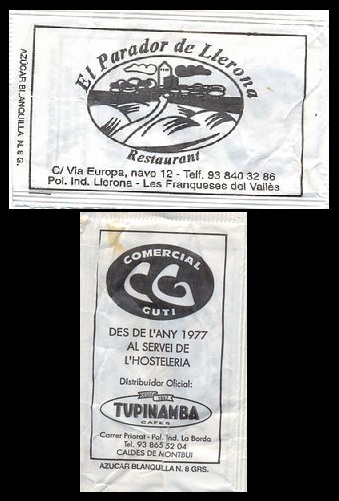 El Parador de Llerona
Restaurant
C/ Via Europa, nave 12 - Telf. 93 840 32 86
Pol. Ind. Llerona - Les Franqueses del Vallès
AZUCAR BLANQUILLA N. 8 G.
COMERCIAL
CG
GUTI
DES DE L'ANY 1977
AL SERVEI DE
L'HOSTELERIA
Distribuidor Oficial:
TUPINAMBA
CAFES
Carrer Priorat - Pol. Ind. La Borda
Tel. 93 865 52 04
CALDES DE MONTBUI
AZUCAR BLANQUILLA N. 8 GRS.